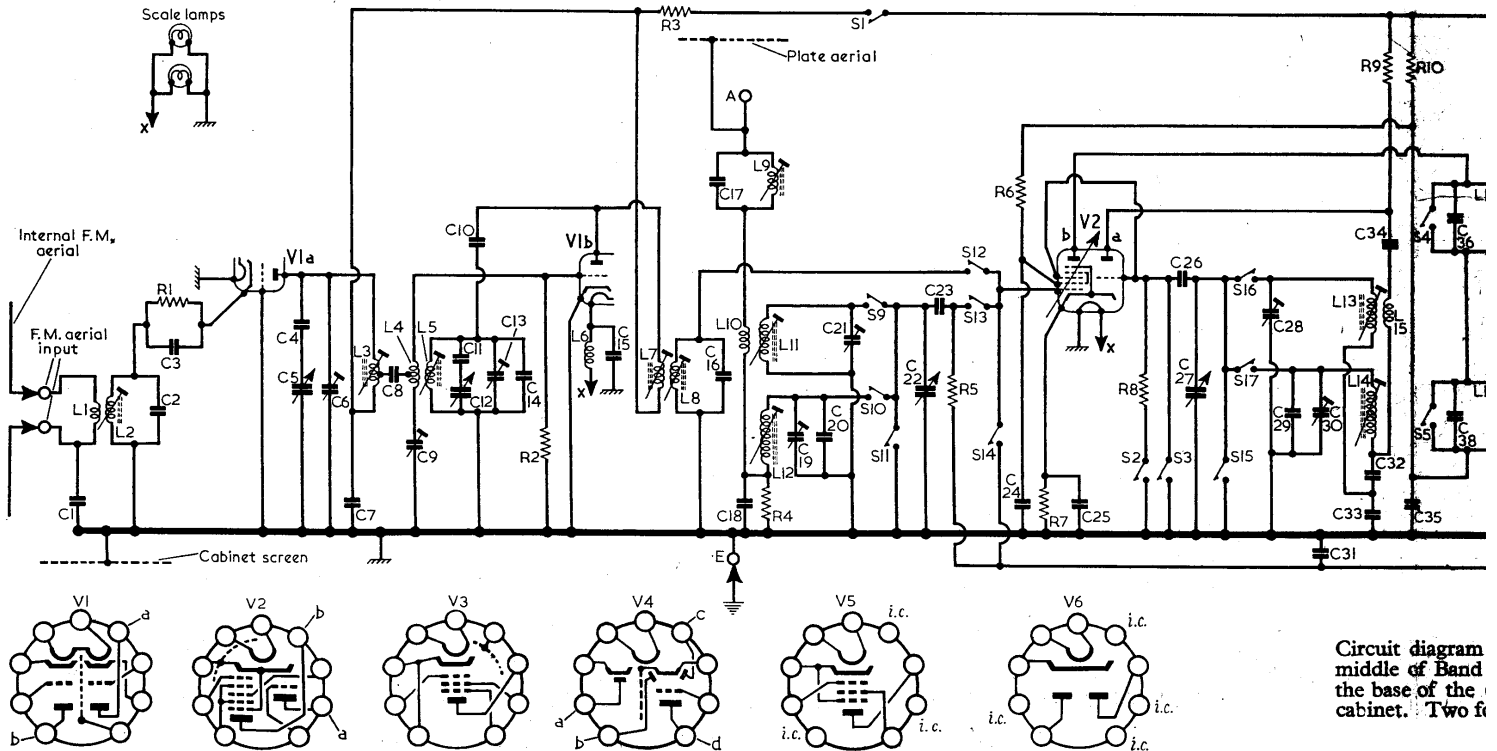 Scale lamps
X
R3
S1
Plate aerial
A
R9
R10
Internal F.M.
aerial
F.M. aerial
input
R1
C3
V1a
L1
L2
C2
C1
C4
C5
C6
L3
C8
C7
L4
L5
C9
C10
C11
C12
C13
C14
R2
V1b
L6
C15
X
L7
L8
C16
C17
L9
L10
L11
L12
C18
R4
C19
C20
C21
S9
S10
S11
C22
C23
R5
S12
S13
S14
R6
C24
b
V2
a
X
R7
C25
R8
S2
S3
C26
C27
S15
S16
S17
C28
C29
C30
L13
L14
L15
C32
C33
C34
C35
C31
S4
C36
S5
C38
Cabinet screen
E
V1
a
b
V2
b
a
V3
V4
c
a
b
d
V5
i.c.
i.c.
i.c.
V6
i.c.
i.c.
i.c.
i.c.
i.c.
Circuit diagram
middle of Band
the base of the
cabinet. Two fo